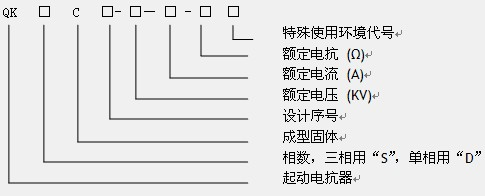 QK □ C □-□—□-□ □
特殊使用环境代号
额定电抗 (Ω)
额定电流 (A)
额定电压 (KV)
设计序号
成型固体
相数，三相用“S”，单相用“D”
起动电抗器